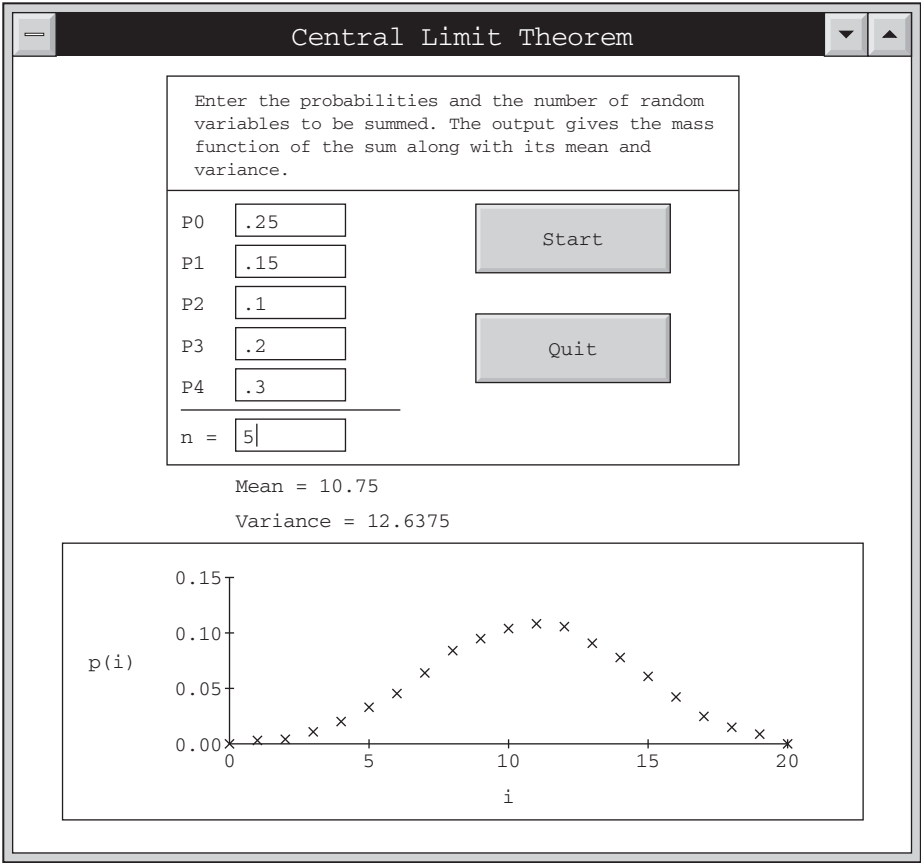 Central Limit Theorem
Enter the probabilities and the number of random
variables to be summed. The output gives the mass
function of the sum along with its mean and
variance.
P0 .25
P1 .15
P2 .1
P3 .2
P4 .3
n = 5
Start
Quit
Mean = 10.75
Variance = 12.6375
0.15
0.10
p(i)
0.05
0.00
0 5 10 15 20
i